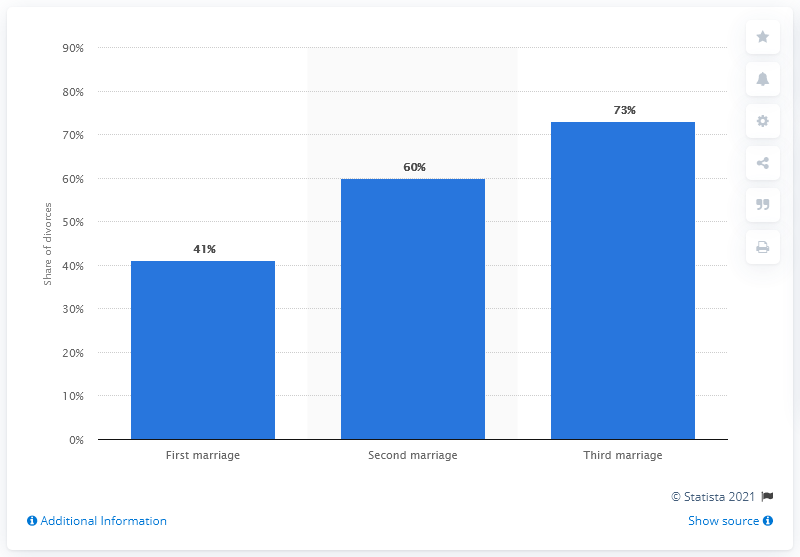 90%
80%
70%
60%
50%
40%
30%
20%
10%
0%
Share of divorces
41%
60%
73%
First marriage
Second marriage
Third marriage
© Statista 2021
Additional Information
Show source